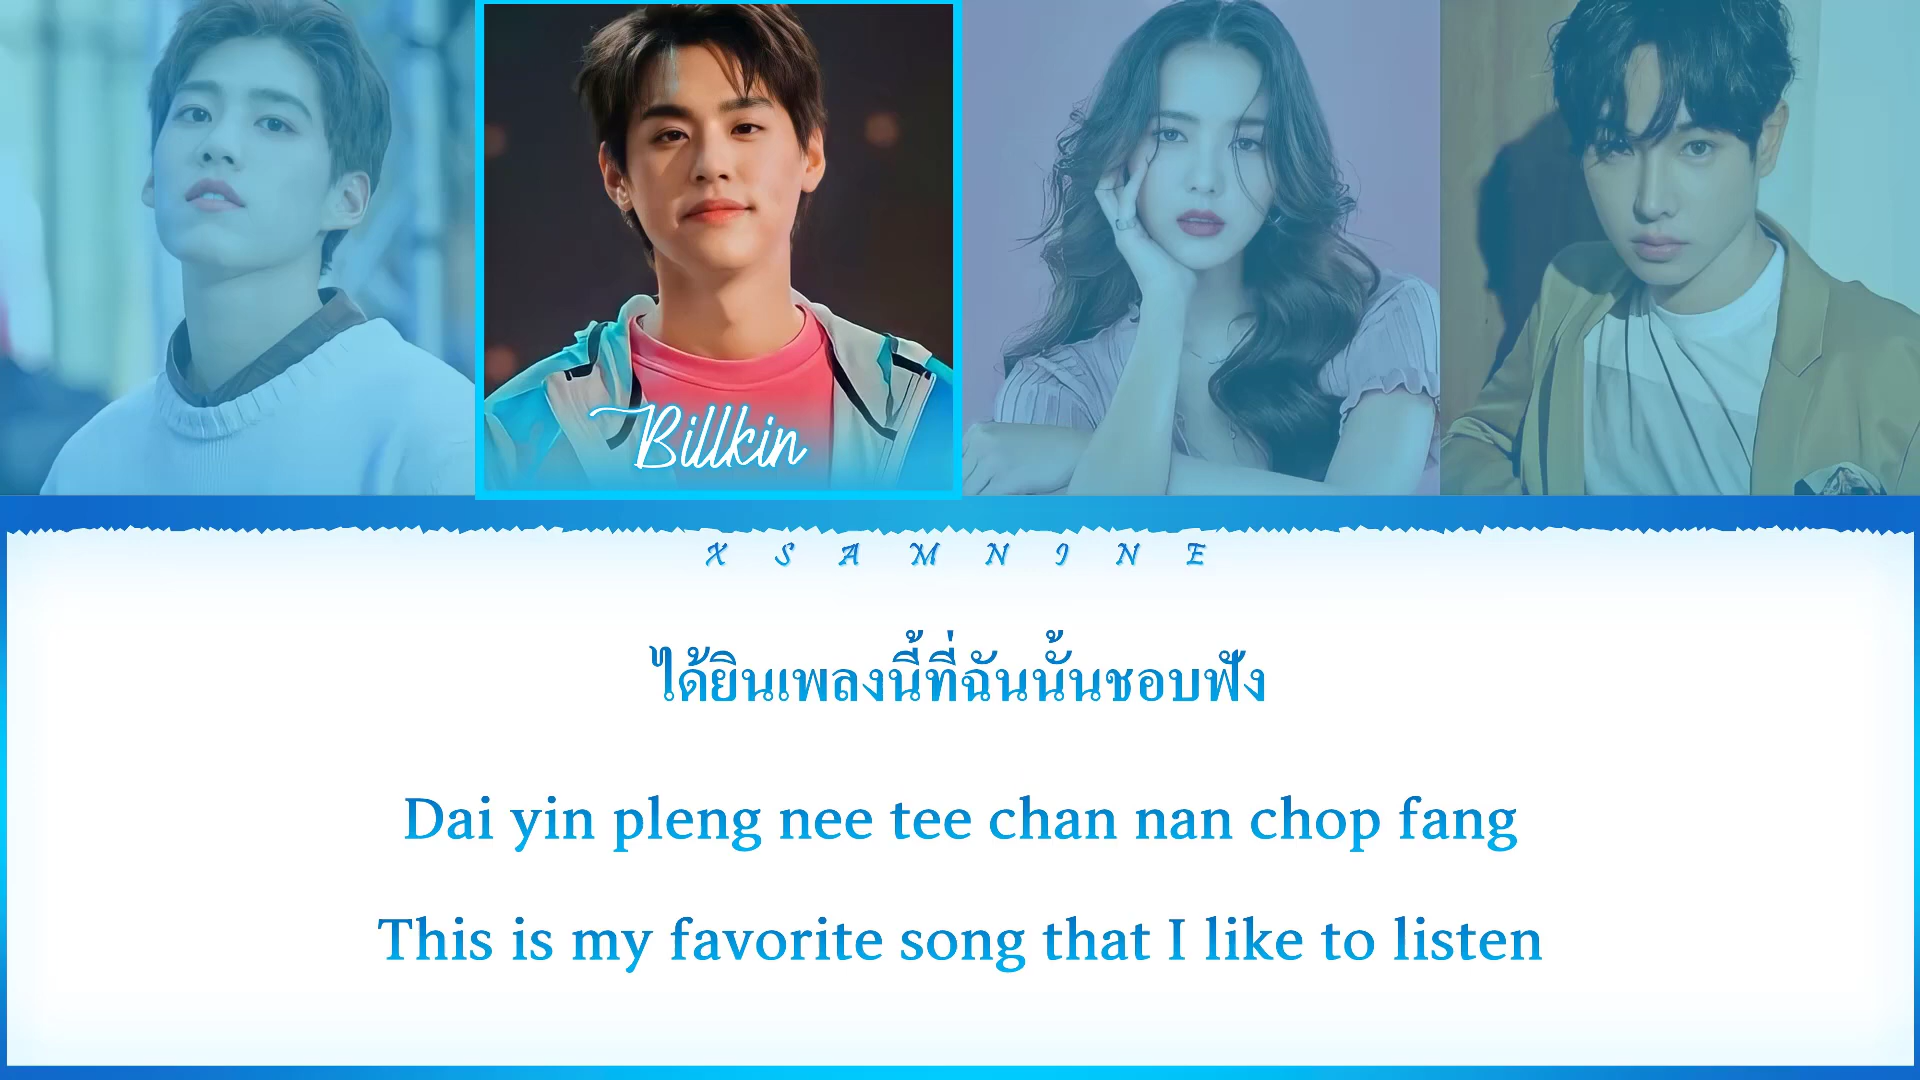 Billkin
X S A M N I N E
ได้ยินเพลงนี้ที่ฉันนั้นชอบฟัง
Dai yin pleng nee tee chan nan chop fang
This is my favorite song that I like to listen